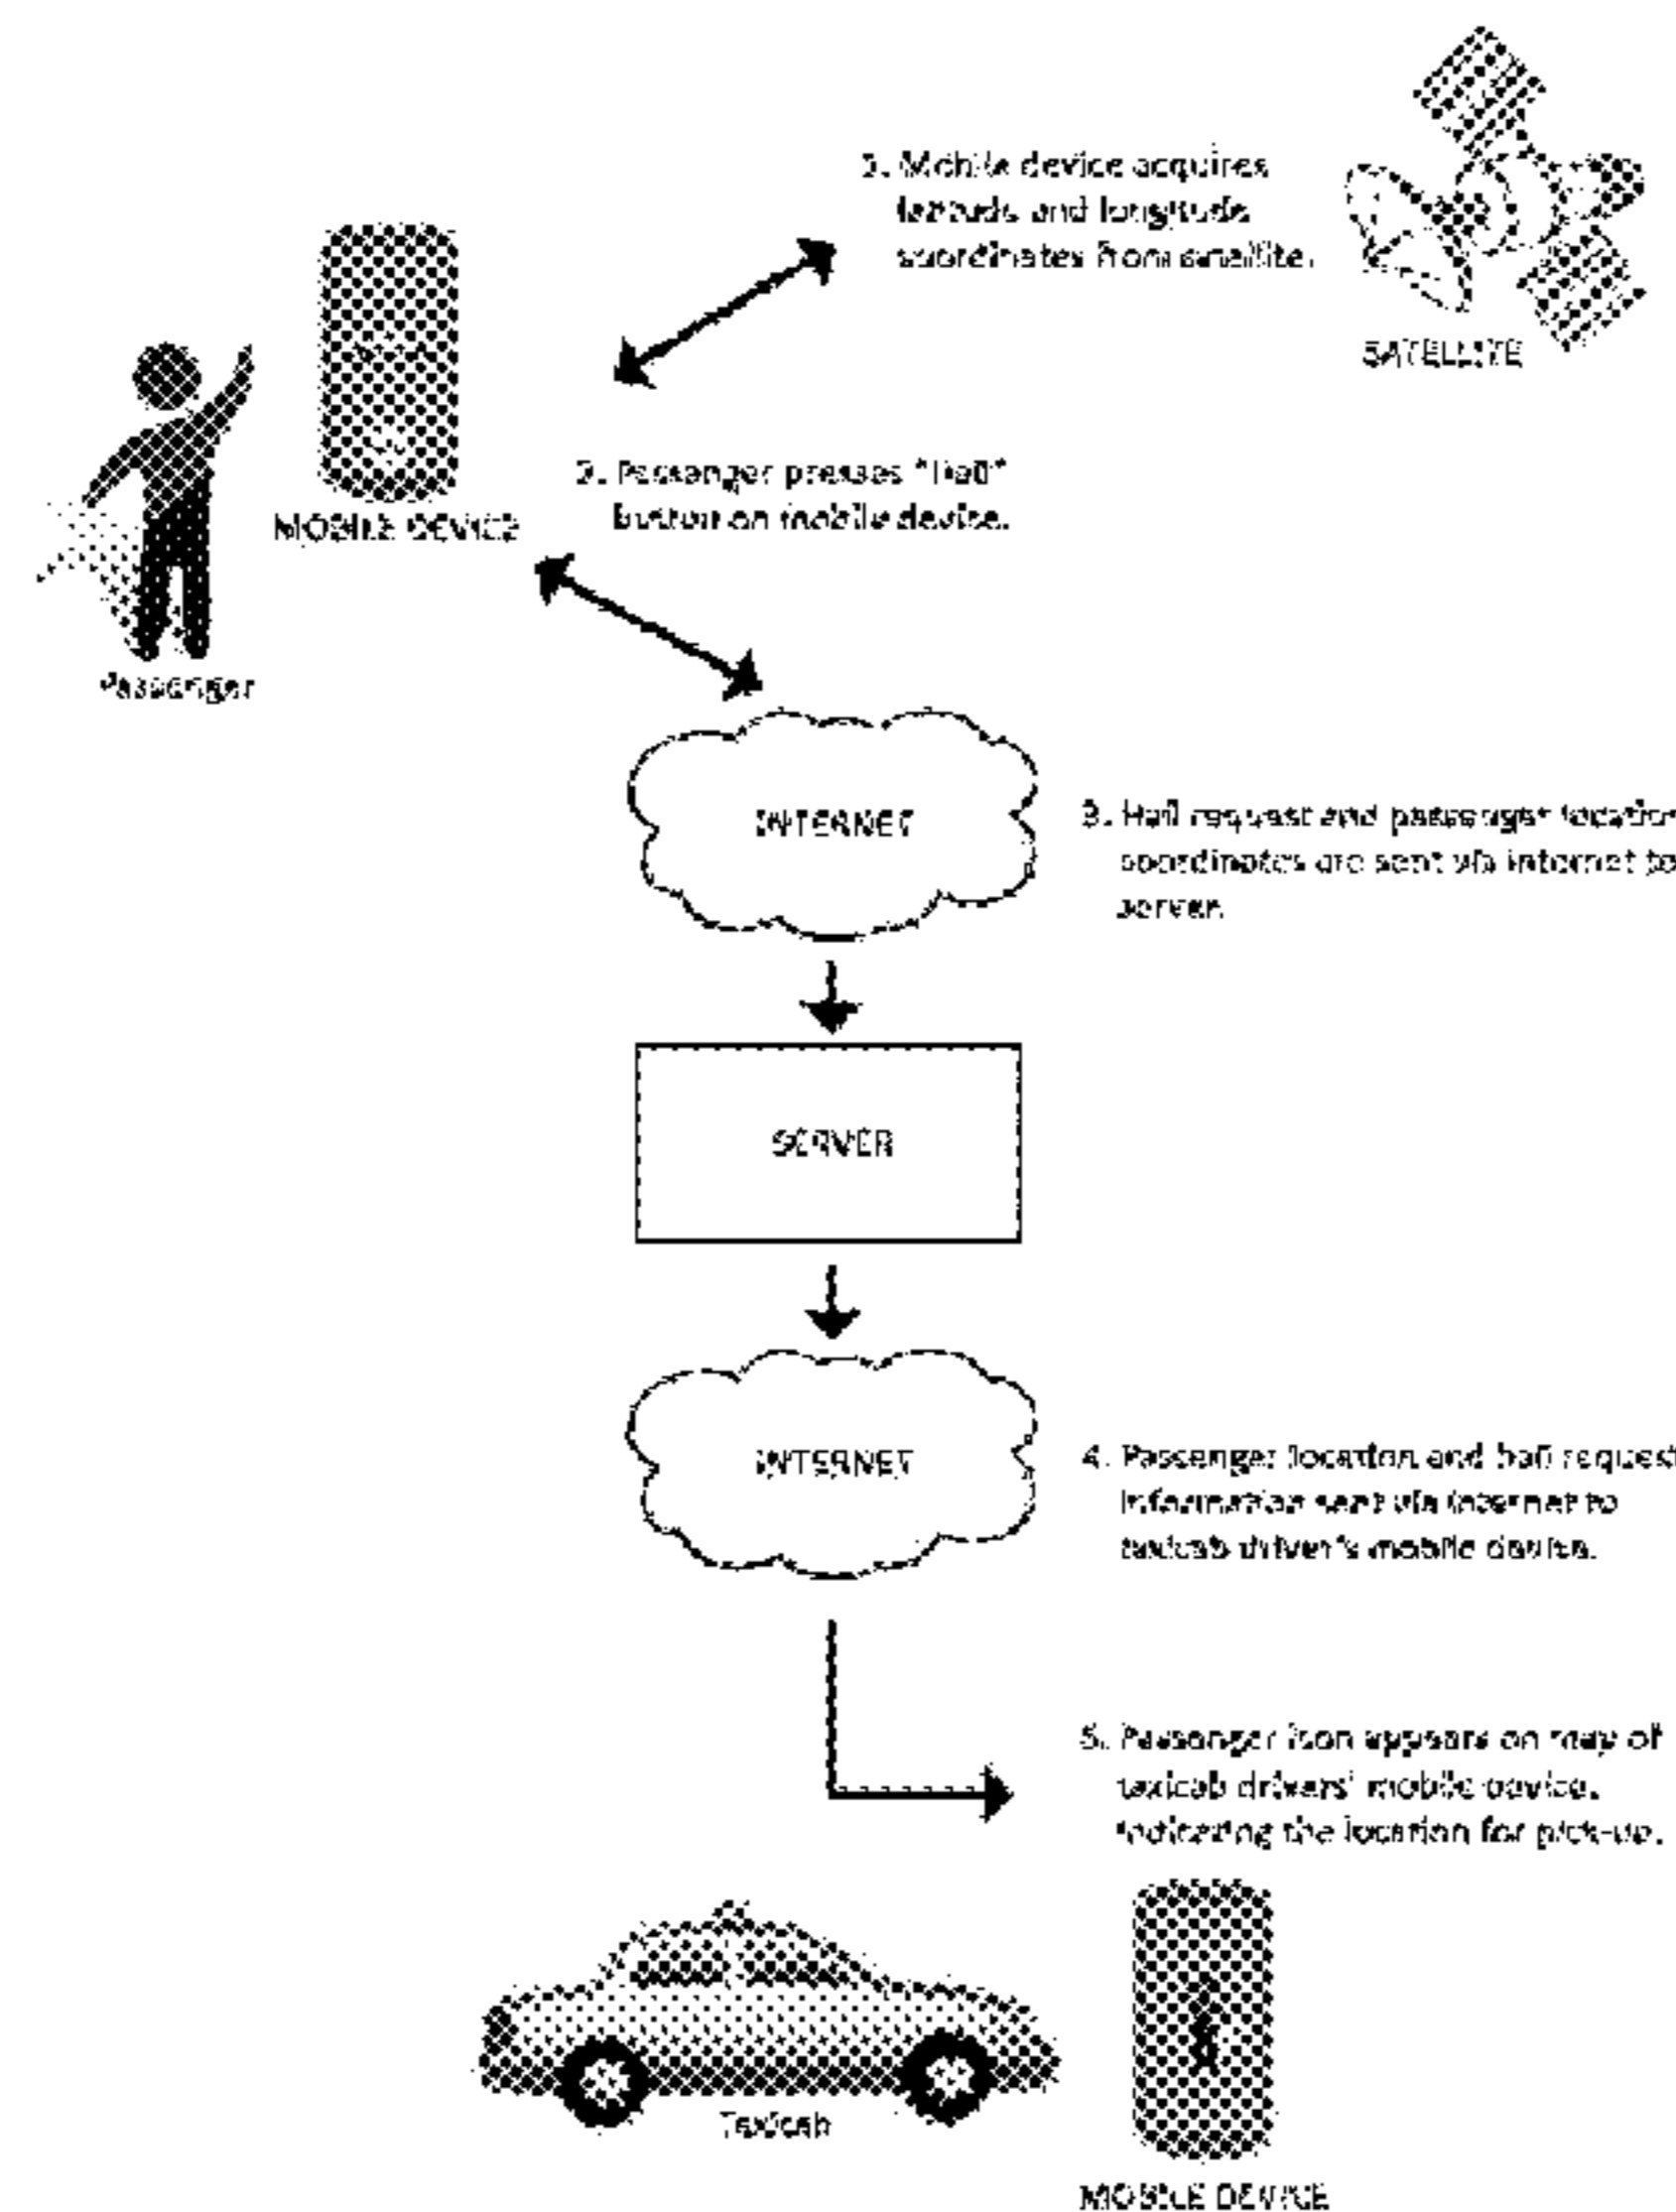 1. Mobile device acquires
latitude and longitude
coordinates from satellite.
SATELLITE
MOBILE DEVICE
2. Passenger presses "Hail"
button on mobile device.
Passenger
INTERNET
3. Hail request and passenger location
coordinates are sent via internet to
server.
SERVER
INTERNET
4. Passenger location and hail request
information sent via internet to
taxicab driver's mobile device.
5. Passenger icon appears on map of
taxicab drivers' mobile device,
indicating the location for pick-up.
Taxicab
MOBILE DEVICE